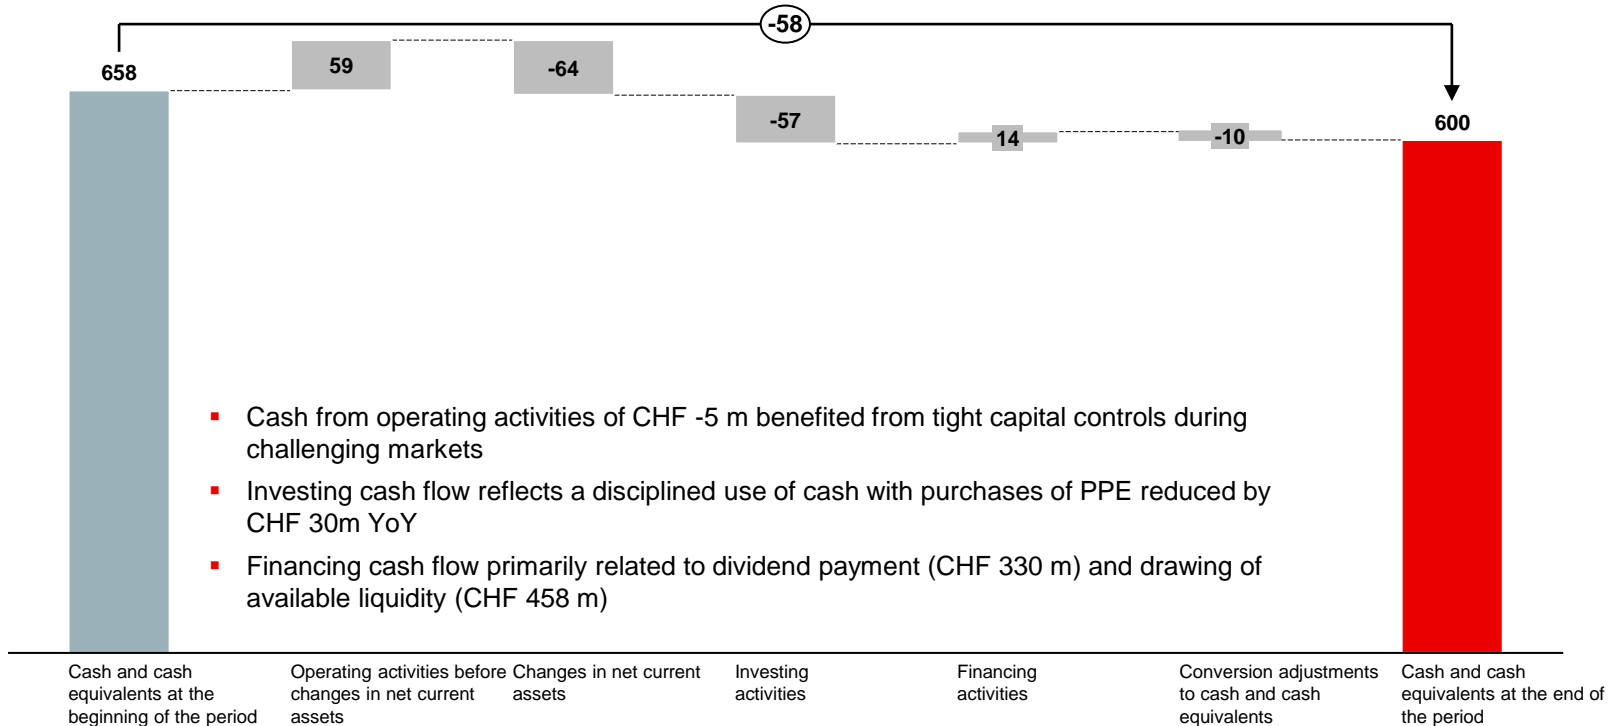 -58
658
59
-64
-57
14
-10
600
▪ Cash from operating activities of CHF -5 m benefited from tight capital controls during
challenging markets
▪ Investing cash flow reflects a disciplined use of cash with purchases of PPE reduced by
CHF 30m YoY
▪ Financing cash flow primarily related to dividend payment (CHF 330 m) and drawing of
available liquidity (CHF 458 m)
Cash and cash
equivalents at the
beginning of the period
Operating activities before
changes in net current
assets
Changes in net current
assets
Investing
activities
Financing
activities
Conversion adjustments
to cash and cash
equivalents
Cash and cash
equivalents at the end of
the period